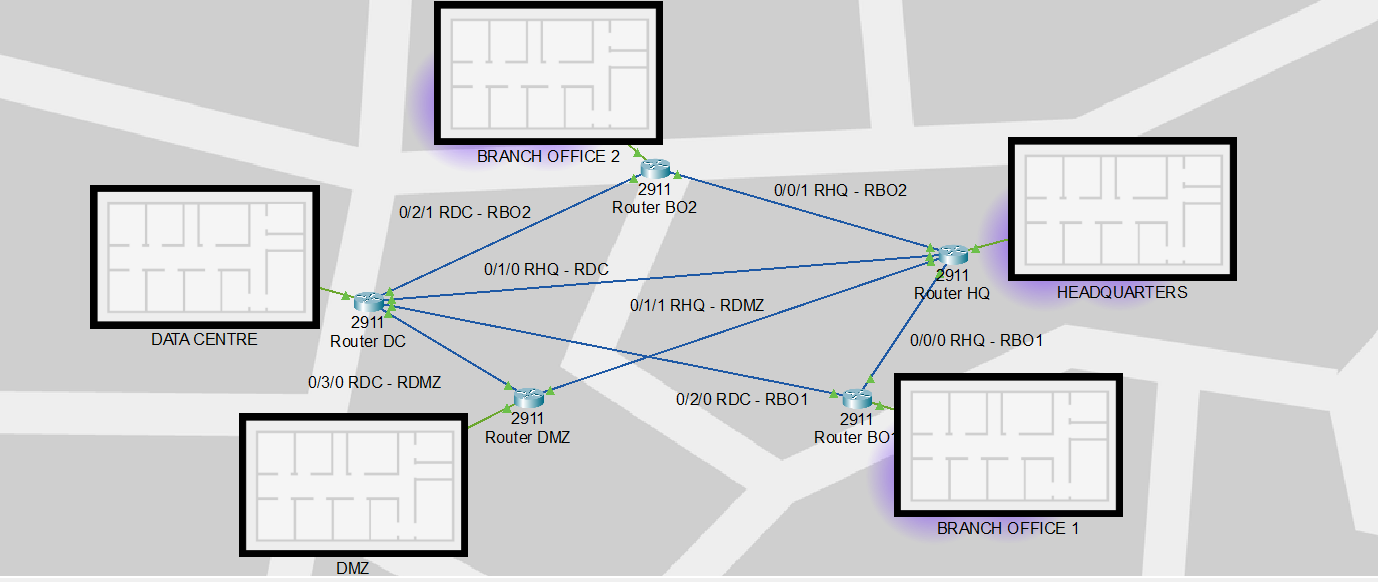 BRANCH OFFICE 2
2911
Router BO2
0/0/1 RHQ - RBO2
0/2/1 RDC - RBO2
0/1/0 RHQ - RDC
2911
Router HQ
HEADQUARTERS
0/1/1 RHQ - RDMZ
2911
Router DC
DATA CENTRE
0/0/0 RHQ - RBO1
0/3/0 RDC - RDMZ
0/2/0 RDC - RBO1
2911
Router DMZ
2911
Router BO1
BRANCH OFFICE 1
DMZ